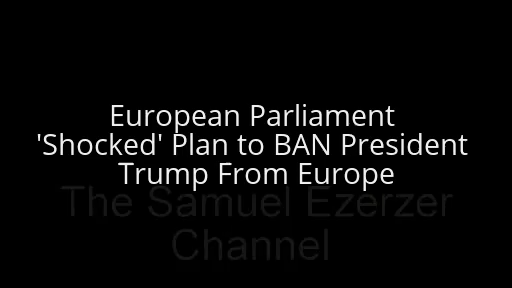 European Parliament
'Shocked' Plan to BAN President
Trump From Europe
The Samuel Ezerzer
Channel